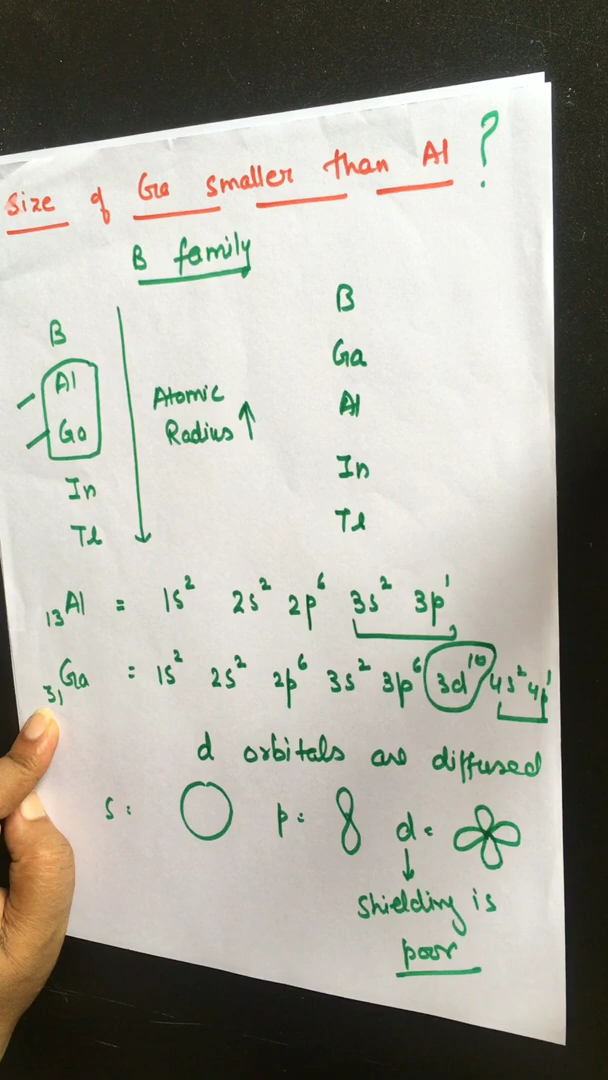 Size of Ga smaller than Al ?
B family
B
Al
Ga
In
Tl
Atomic
Radius ↑
B
Ga
Al
In
Tl
₁₃Al = 1s² 2s² 2p⁶ 3s² 3p¹
₃₁Ga = 1s² 2s² 2p⁶ 3s² 3p⁶ 3d¹⁰ 4s² 4p¹
d orbitals are diffused
s: p= d=
↓
Shielding is
poor